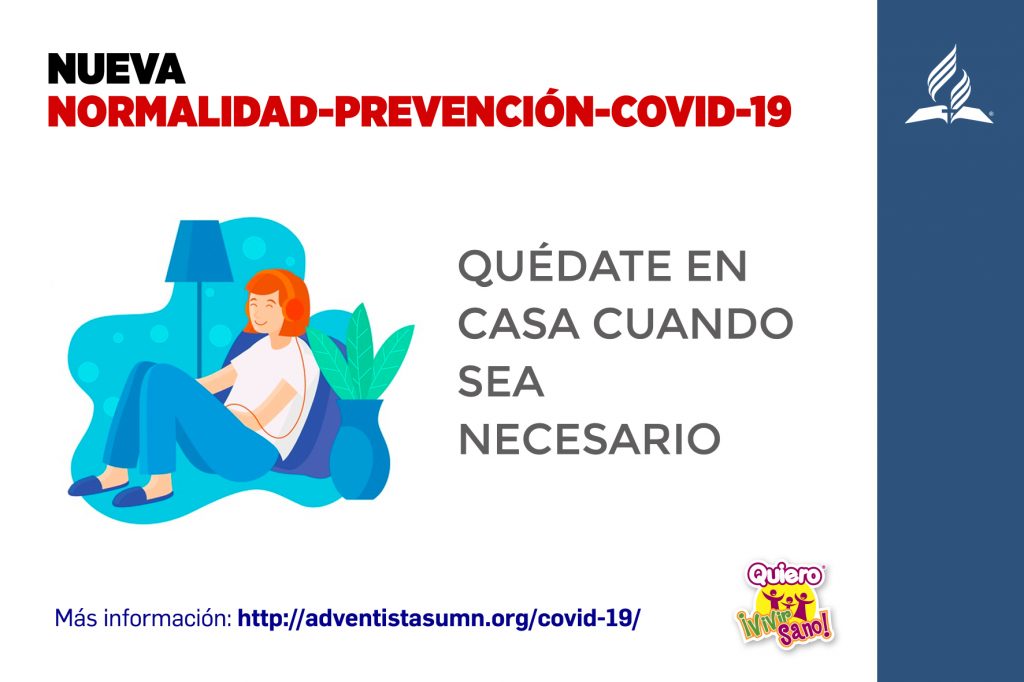 NUEVA
NORMALIDAD-PREVENCIÓN-COVID-19
QUÉDATE EN
CASA CUANDO
SEA
NECESARIO
Más información: http://adventistasumn.org/covid-19/
Quiero
¡ViVir
Sano!